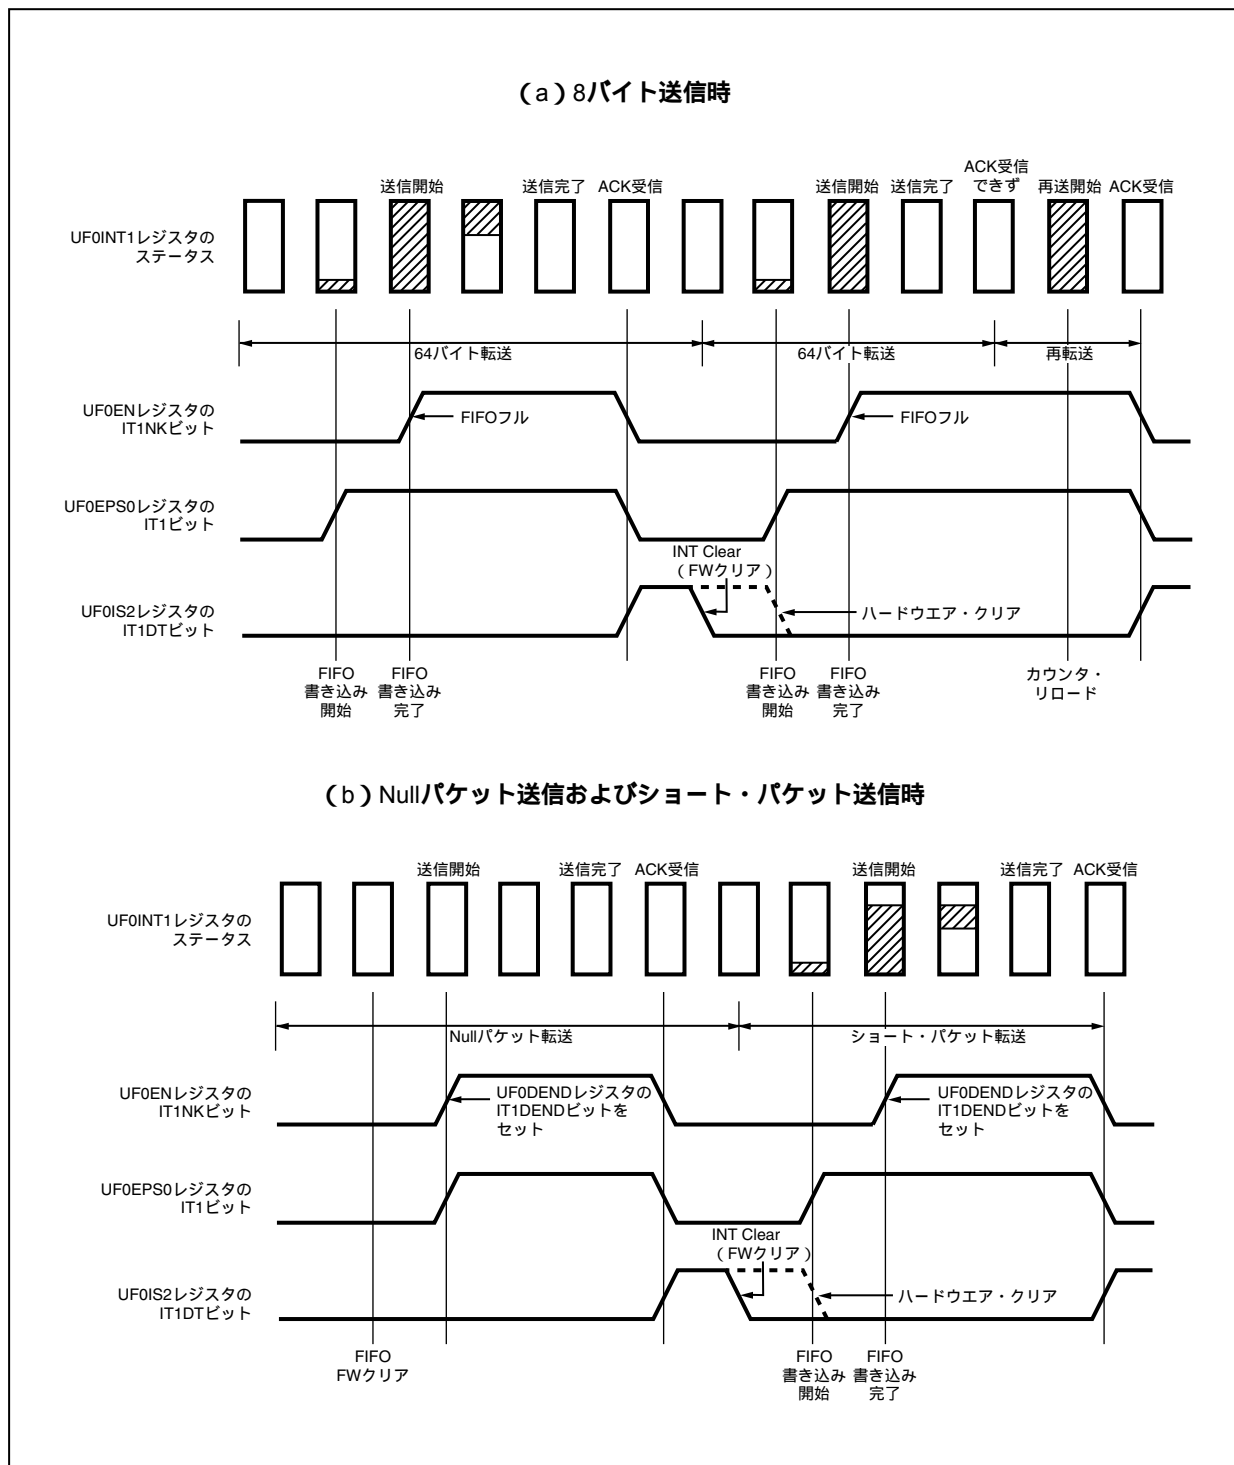 （a）8バイト送信時
送信開始 送信完了 ACK受信 送信開始 送信完了 ACK受信
できず 再送開始 ACK受信
UF0INT1レジスタの
ステータス
64バイト転送 64バイト転送 再転送
UF0ENレジスタの
IT1NKビット
FIFOフル FIFOフル
UF0EPS0レジスタの
IT1ビット
INT Clear
（FWクリア）
UF0IS2レジスタの
IT1DTビット
ハードウエア・クリア
FIFO
書き込み
開始
FIFO
書き込み
完了
FIFO
書き込み
開始
FIFO
書き込み
完了
カウンタ・
リロード
（b）Nullパケット送信およびショート・パケット送信時
送信開始 送信完了 ACK受信 送信開始 送信完了 ACK受信
UF0INT1レジスタの
ステータス
Nullパケット転送 ショート・パケット転送
UF0ENレジスタの
IT1NKビット
UF0DENDレジスタの
IT1DENDビットを
セット
UF0DENDレジスタの
IT1DENDビットを
セット
UF0EPS0レジスタの
IT1ビット
INT Clear
（FWクリア）
UF0IS2レジスタの
IT1DTビット
ハードウエア・クリア
FIFO
FWクリア
FIFO
書き込み
開始
FIFO
書き込み
完了